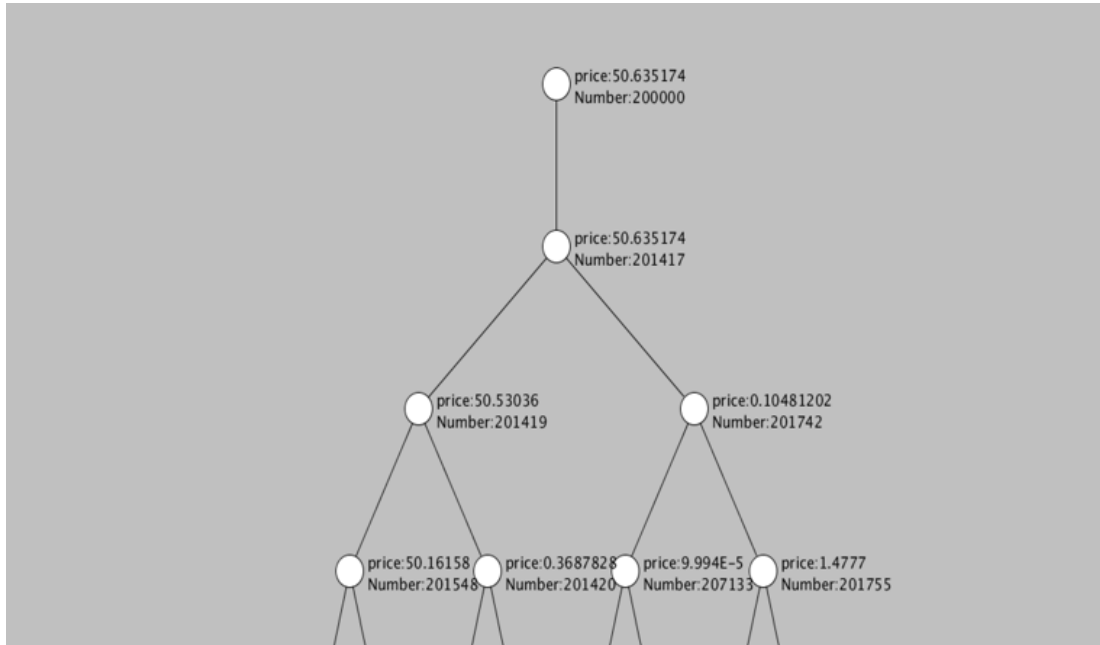 price:50.635174
Number:200000
price:50.635174
Number:201417
price:50.53036
Number:201419
price:0.10481202
Number:201742
price:50.16158
Number:201548
price:0.3687828
Number:201420
price:9.994E-5
Number:207133
price:1.4777
Number:201755